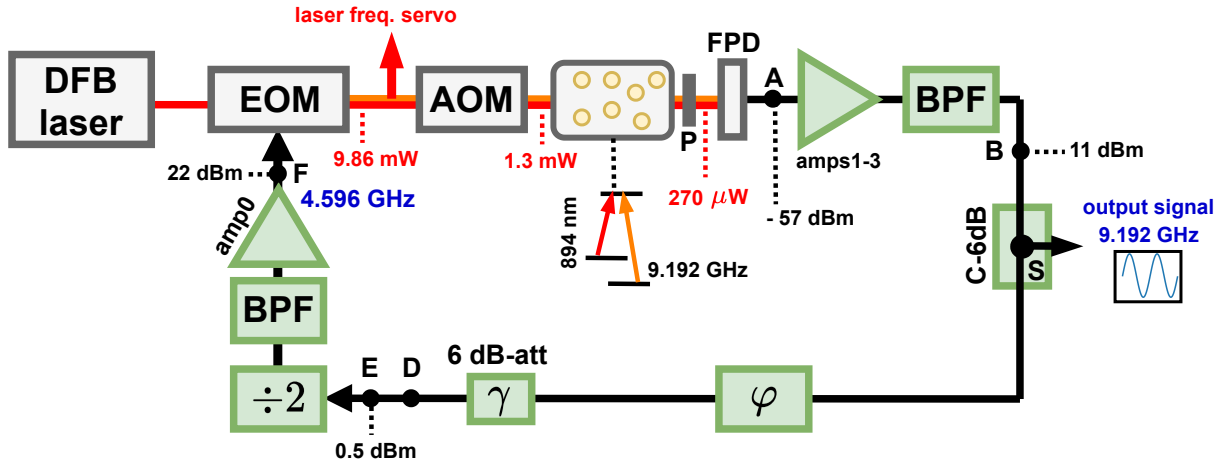 laser freq. servo
DFB
laser
EOM
AOM
FPD
A
BPF
P
9.86 mW
1.3 mW
270 μW
- 57 dBm
amps1-3
B
11 dBm
22 dBm
F
4.596 GHz
amp0
894 nm
9.192 GHz
C-6dB
S
output signal
9.192 GHz
BPF
÷2
E
D
6 dB-att
γ
φ
0.5 dBm